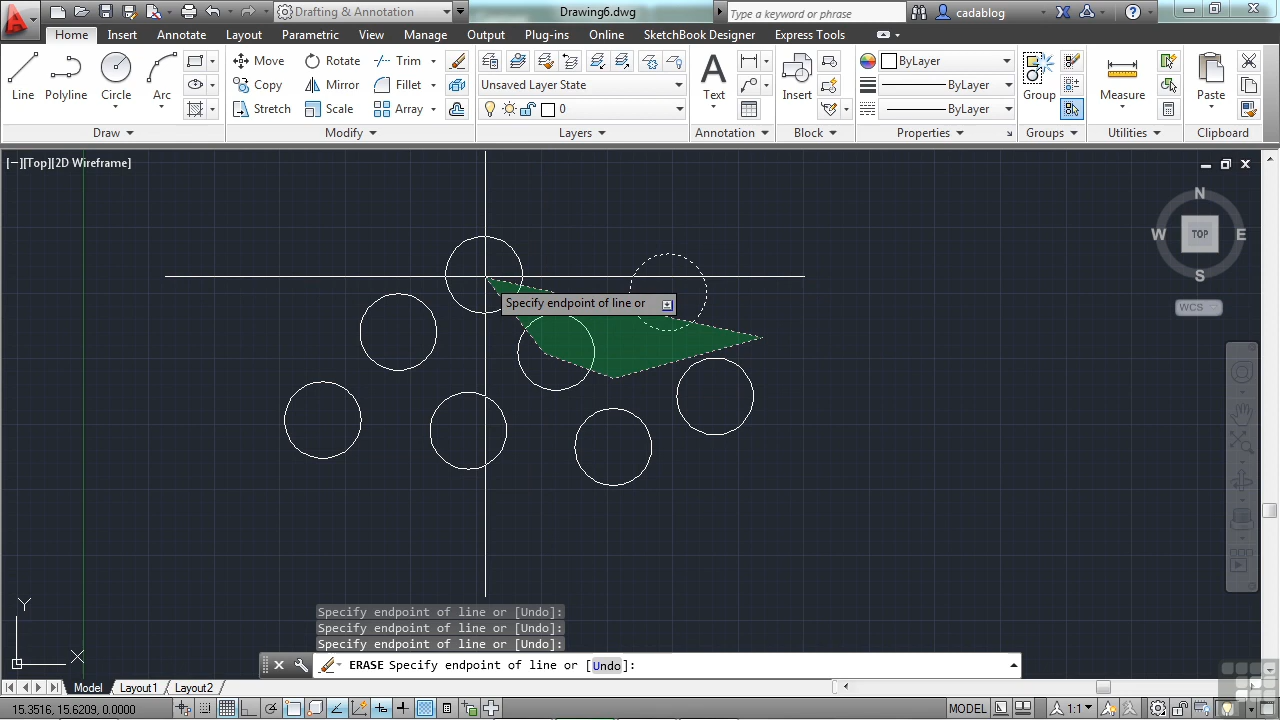 Drafting & Annotation
Drawing6.dwg
Type a keyword or phrase
cadablog
Home Insert Annotate Layout Parametric View Manage Output Plug-ins Online SketchBook Designer Express Tools
Line Polyline Circle Arc
Draw
Move Rotate Trim
Copy Mirror Fillet
Stretch Scale Array
Modify
Unsaved Layer State
0
Layers
Text
Annotation
Insert
Block
ByLayer
ByLayer
ByLayer
Properties
Group
Groups
Measure
Utilities
Paste
Clipboard
[−][Top][2D Wireframe]
N
W TOP E
S
WCS
Specify endpoint of line or
Y
X
Specify endpoint of line or [Undo]:
Specify endpoint of line or [Undo]:
Specify endpoint of line or [Undo]:
ERASE Specify endpoint of line or [Undo]:
Model Layout1 Layout2
15.3516, 15.6209, 0.0000
MODEL
1:1